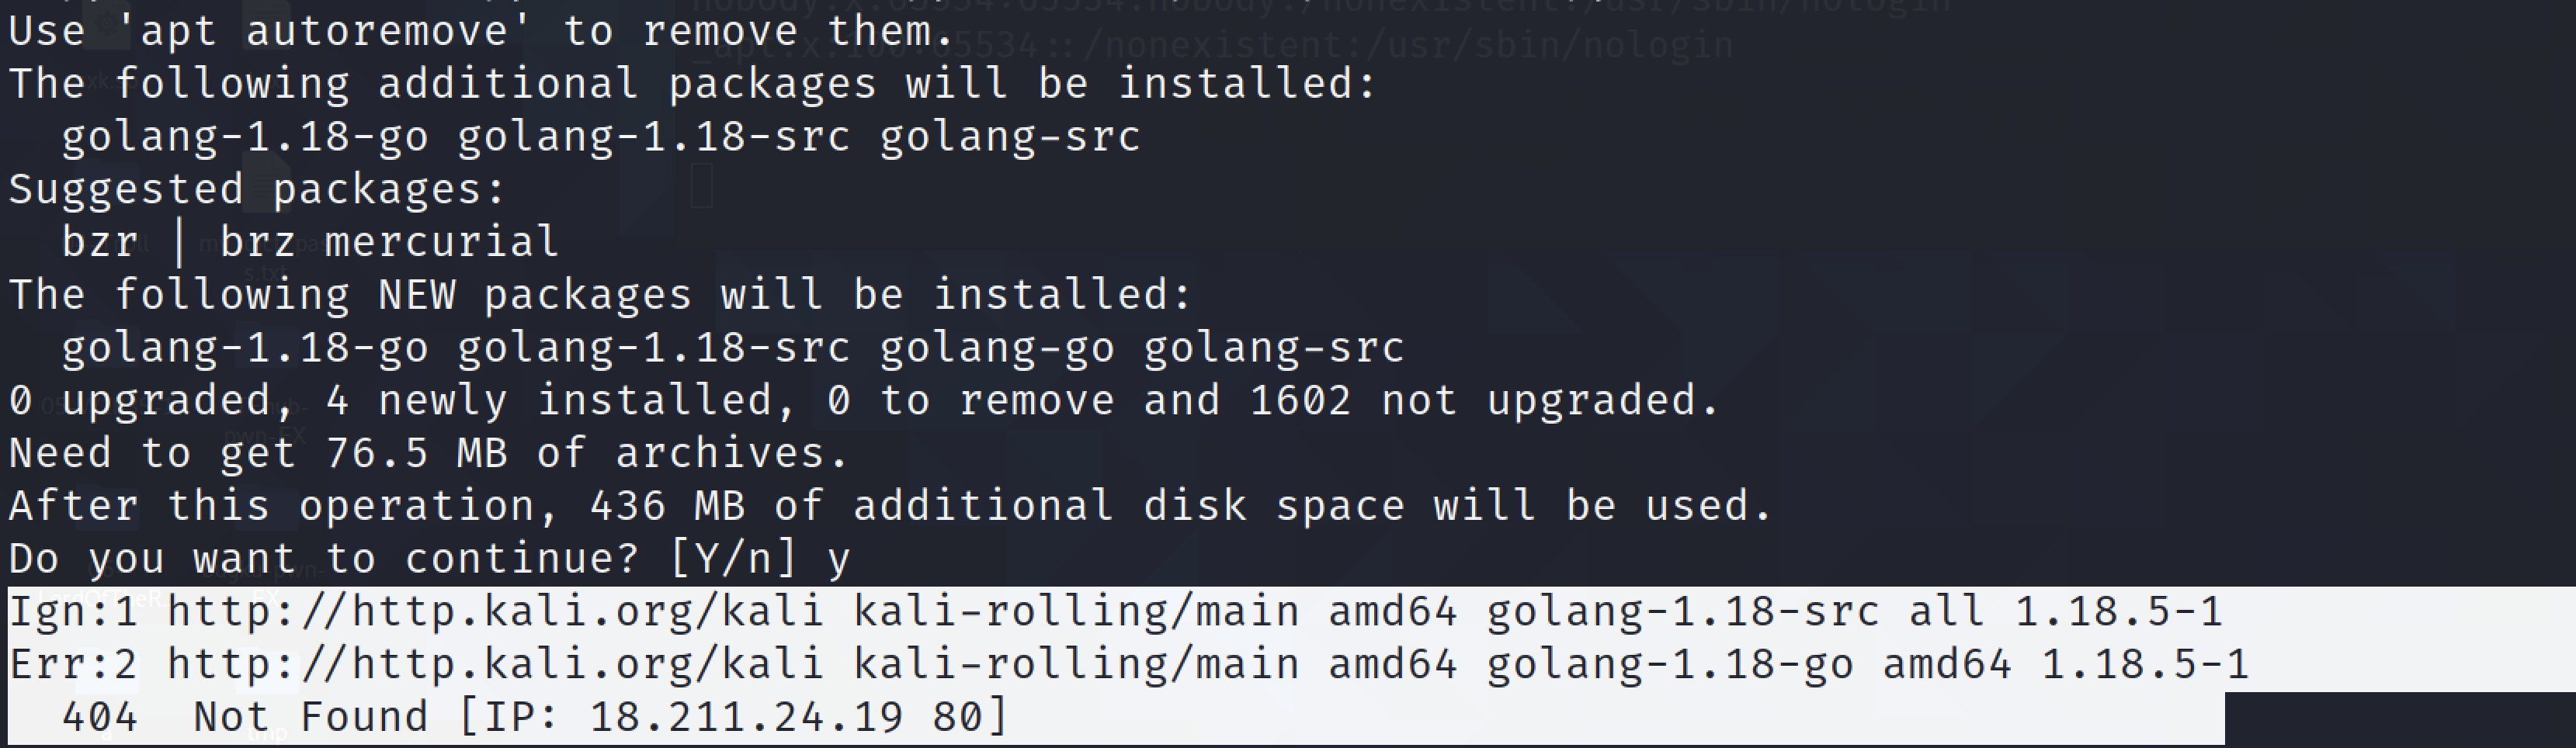 Use 'apt autoremove' to remove them.
The following additional packages will be installed:
  golang-1.18-go golang-1.18-src golang-src
Suggested packages:
  bzr | brz mercurial
The following NEW packages will be installed:
  golang-1.18-go golang-1.18-src golang-go golang-src
0 upgraded, 4 newly installed, 0 to remove and 1602 not upgraded.
Need to get 76.5 MB of archives.
After this operation, 436 MB of additional disk space will be used.
Do you want to continue? [Y/n] y
Ign:1 http://http.kali.org/kali kali-rolling/main amd64 golang-1.18-src all 1.18.5-1
Err:2 http://http.kali.org/kali kali-rolling/main amd64 golang-1.18-go amd64 1.18.5-1
  404  Not Found [IP: 18.211.24.19 80]